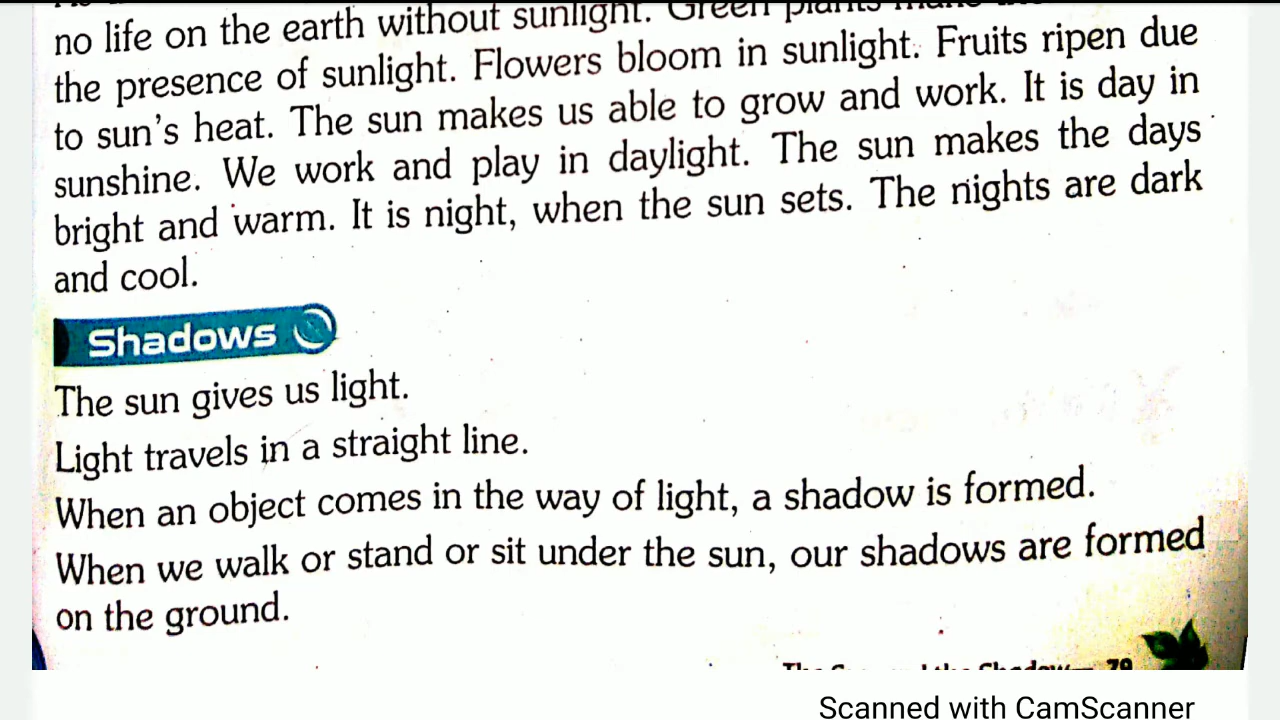 no life on the earth without sunlight. Green plants
the presence of sunlight. Flowers bloom in sunlight. Fruits ripen due
to sun's heat. The sun makes us able to grow and work. It is day in
sunshine. We work and play in daylight. The sun makes the days
bright and warm. It is night, when the sun sets. The nights are dark
and cool.
Shadows
The sun gives us light.
Light travels in a straight line.
When an object comes in the way of light, a shadow is formed.
When we walk or stand or sit under the sun, our shadows are formed
on the ground.
79
Scanned with CamScanner